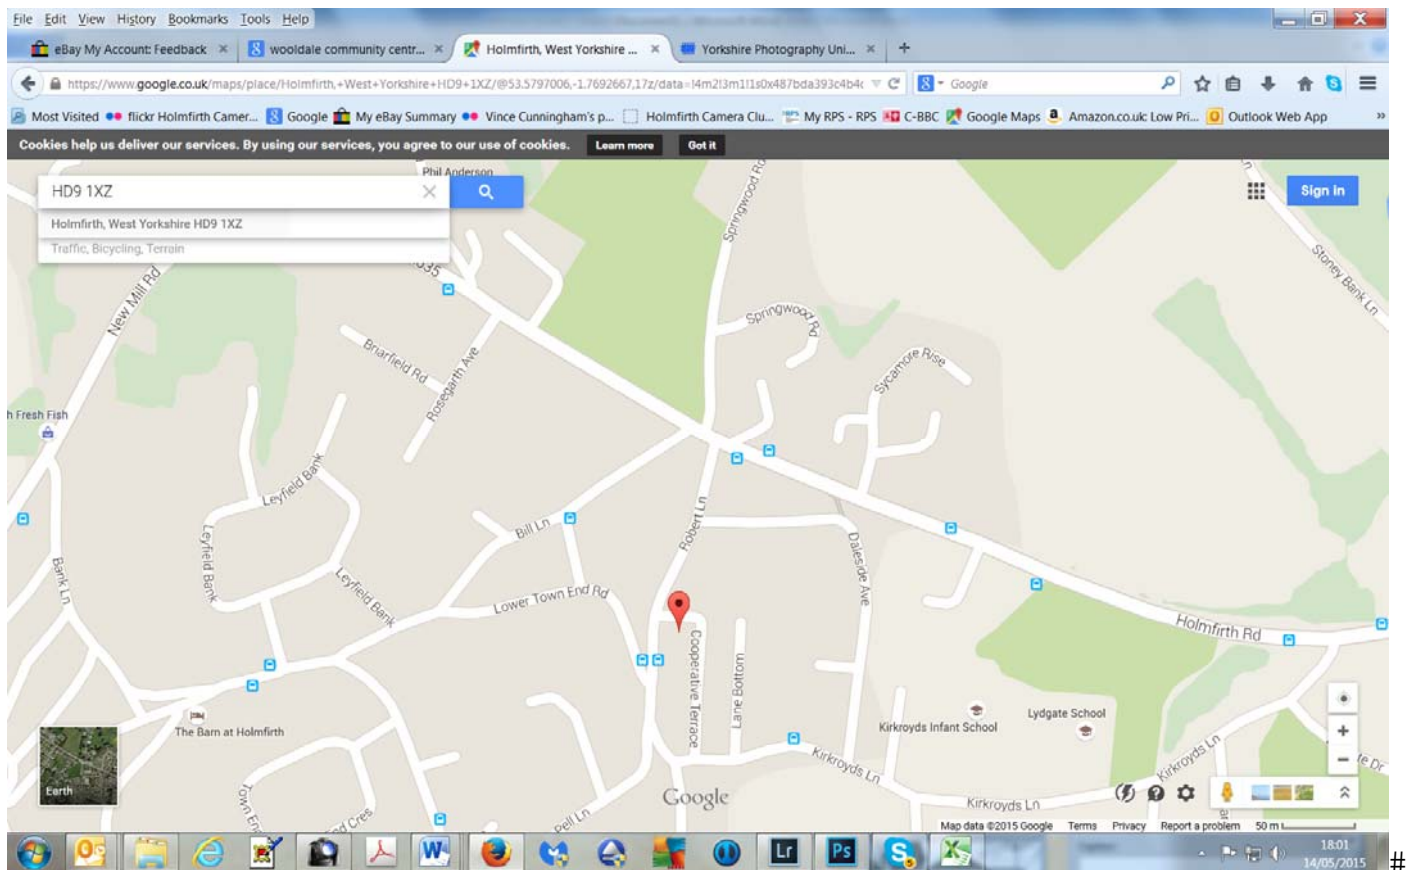 File Edit View History Bookmarks Tools Help
eBay My Account: Feedback × wooldale community centr... × Holmfirth, West Yorkshire ... × Yorkshire Photography Uni... × +
https://www.google.co.uk/maps/place/Holmfirth,+West+Yorkshire+HD9+1XZ/@53.5797006,-1.7692667,17z/data=!4m2!3m1!1s0x487bda393c4b4c
Google
Most Visited flickr Holmfirth Camer... Google My eBay Summary Vince Cunningham's p... Holmfirth Camera Clu... My RPS - RPS C-BBC Google Maps Amazon.co.uk: Low Pri... Outlook Web App »
Cookies help us deliver our services. By using our services, you agree to our use of cookies. Learn more Got it
Phil Anderson
HD9 1XZ
Sign in
Holmfirth, West Yorkshire HD9 1XZ
Traffic, Bicycling, Terrain
Springwood Rd
Stoney Bank Ln
New Mill Rd
Springwood Rd
Briarfield Rd
Rosegarth Ave
Sycamore Rise
h Fresh Fish
Leyfield Bank
Bill Ln
Robert Ln
Leyfield Bank
Daleside Ave
Bank Ln
Leyfield Bank
Lower Town End Rd
Holmfirth Rd
Cooperative Terrace
Lane Bottom
Kirkroyds Infant School
Lydgate School
The Barn at Holmfirth
Kirkroyds Ln
Kirkroyds Ln
Earth
Google
Kirkroyds Ln
Town En
d Cres
ell Ln
te Dr
Map data ©2015 Google Terms Privacy Report a problem 50 m
W
Lr
Ps
S
18:01
14/05/2015
#